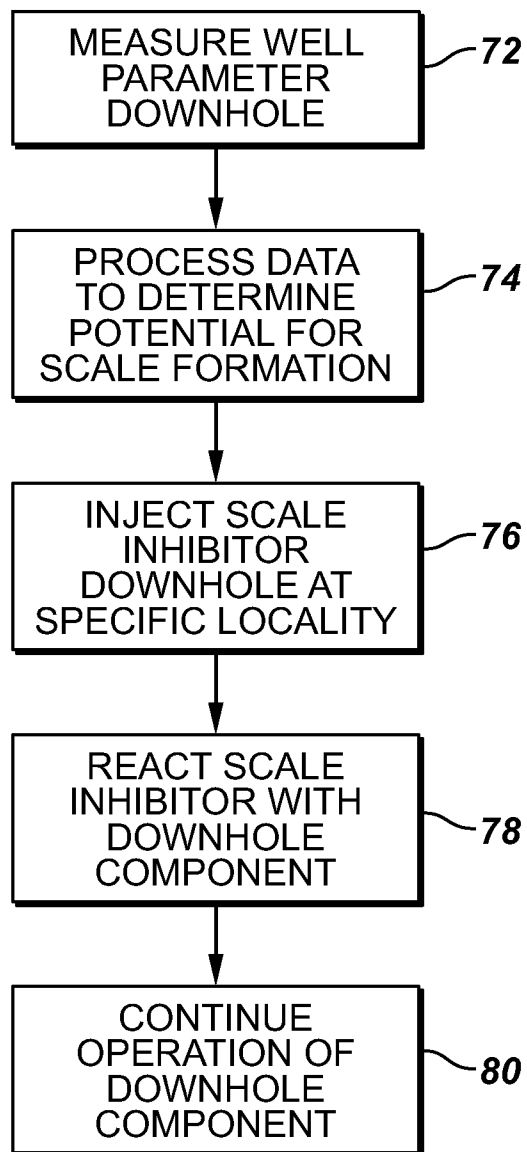 MEASURE WELL
PARAMETER
DOWNHOLE
72
PROCESS DATA
TO DETERMINE
POTENTIAL FOR
SCALE FORMATION
74
INJECT SCALE
INHIBITOR
DOWNHOLE AT
SPECIFIC LOCALITY
76
REACT SCALE
INHIBITOR WITH
DOWNHOLE
COMPONENT
78
CONTINUE
OPERATION OF
DOWNHOLE
COMPONENT
80